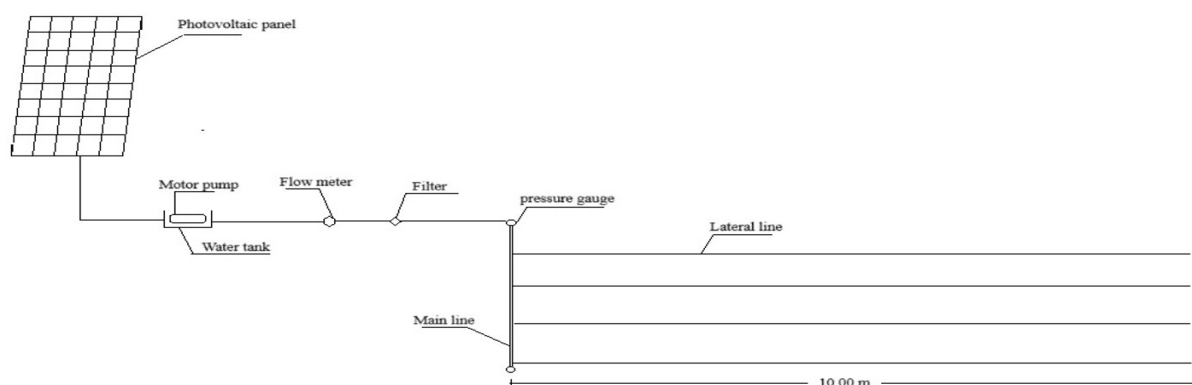 Photovoltaic panel
Motor pump
Flow meter
Filter
pressure gauge
Water tank
Lateral line
Main line
10.00 m